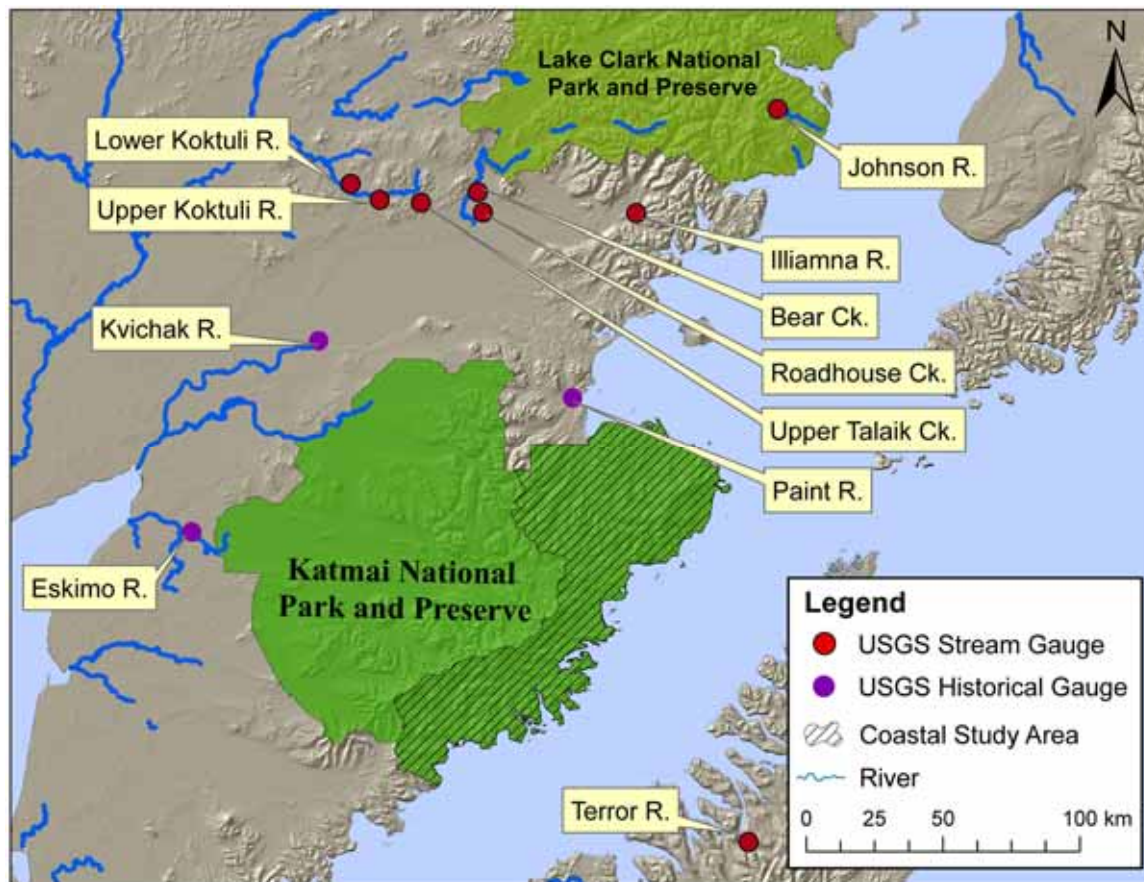 Lake Clark National
Park and Preserve
N
Lower Koktuli R.
Johnson R.
Upper Koktuli R.
Illiamna R.
Bear Ck.
Kvichak R.
Roadhouse Ck.
Upper Talaik Ck.
Paint R.
Katmai National
Park and Preserve
Eskimo R.
Terror R.
Legend
USGS Stream Gauge
USGS Historical Gauge
Coastal Study Area
River
0 25 50 100 km